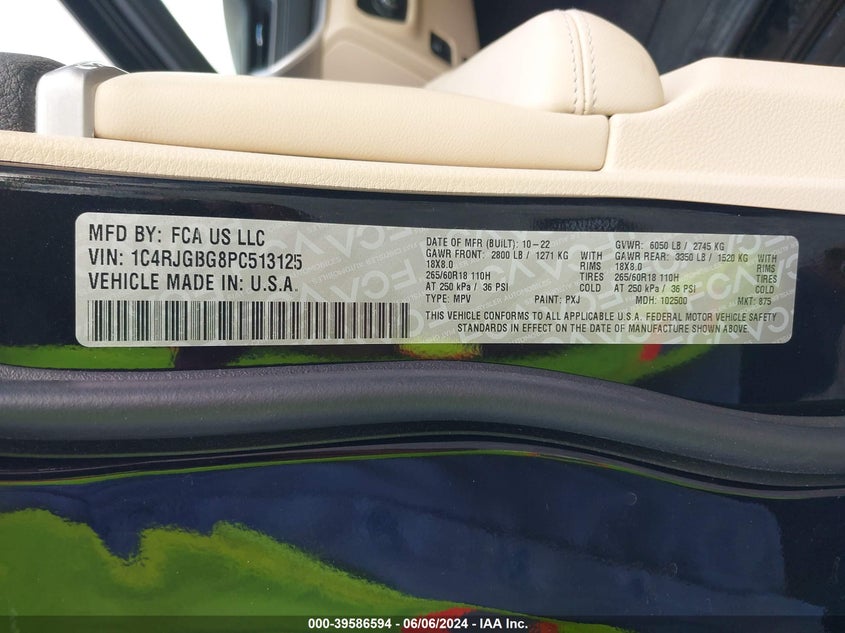 MFD BY: FCA US LLC
VIN: 1C4RJGBG8PC513125
VEHICLE MADE IN: U.S.A.
DATE OF MFR (BUILT): 10-22 GVWR: 6050 LB / 2745 KG
GAWR FRONT: 2800 LB / 1271 KG WITH GAWR REAR: 3350 LB / 1520 KG WITH
18X8.0 RIMS 18X8.0 RIMS
265/60R18 110H TIRES 265/60R18 110H TIRES
AT 250 kPa / 36 PSI COLD AT 250 kPa / 36 PSI COLD
TYPE: MPV PAINT: PXJ MDH: 102500 MKT: 875
THIS VEHICLE CONFORMS TO ALL APPLICABLE U.S.A. FEDERAL MOTOR VEHICLE SAFETY
STANDARDS IN EFFECT ON THE DATE OF MANUFACTURE SHOWN ABOVE.
000-39586594 - 06/06/2024 - IAA Inc.